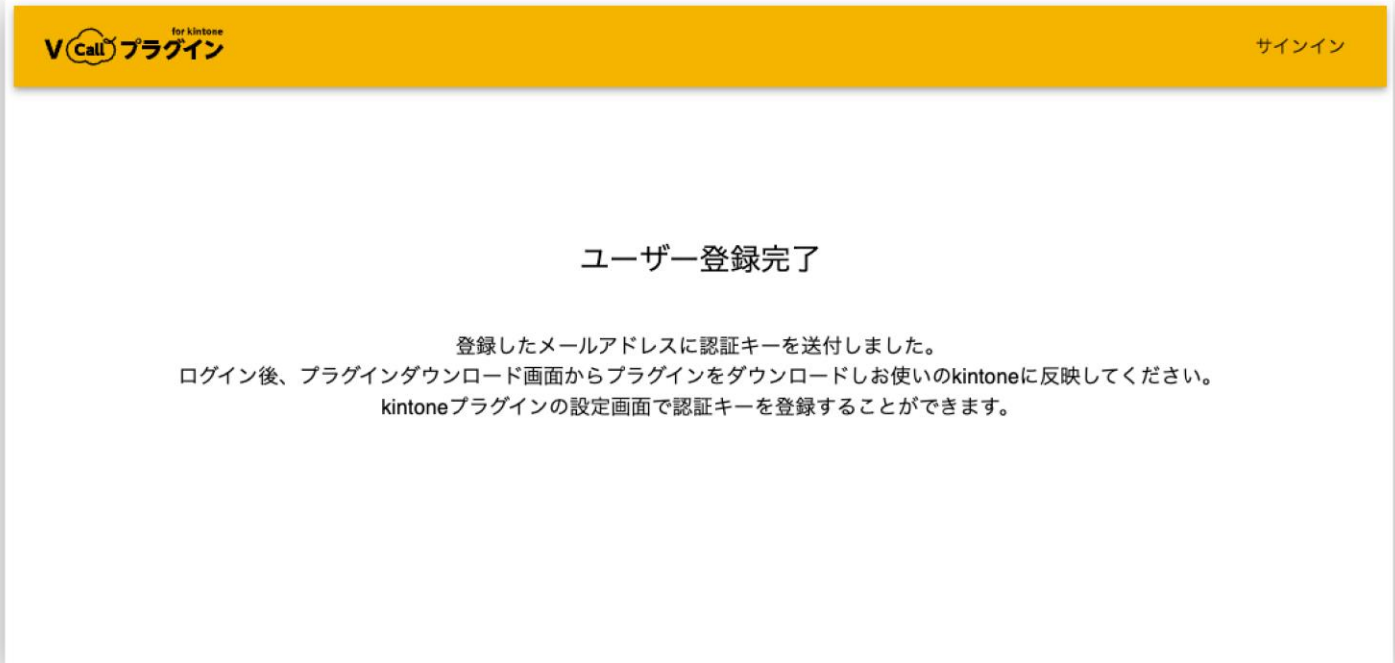 for kintone
V Call プラグイン
サインイン
ユーザー登録完了
登録したメールアドレスに認証キーを送付しました。
ログイン後、プラグインダウンロード画面からプラグインをダウンロードしお使いのkintoneに反映してください。
kintoneプラグインの設定画面で認証キーを登録することができます。